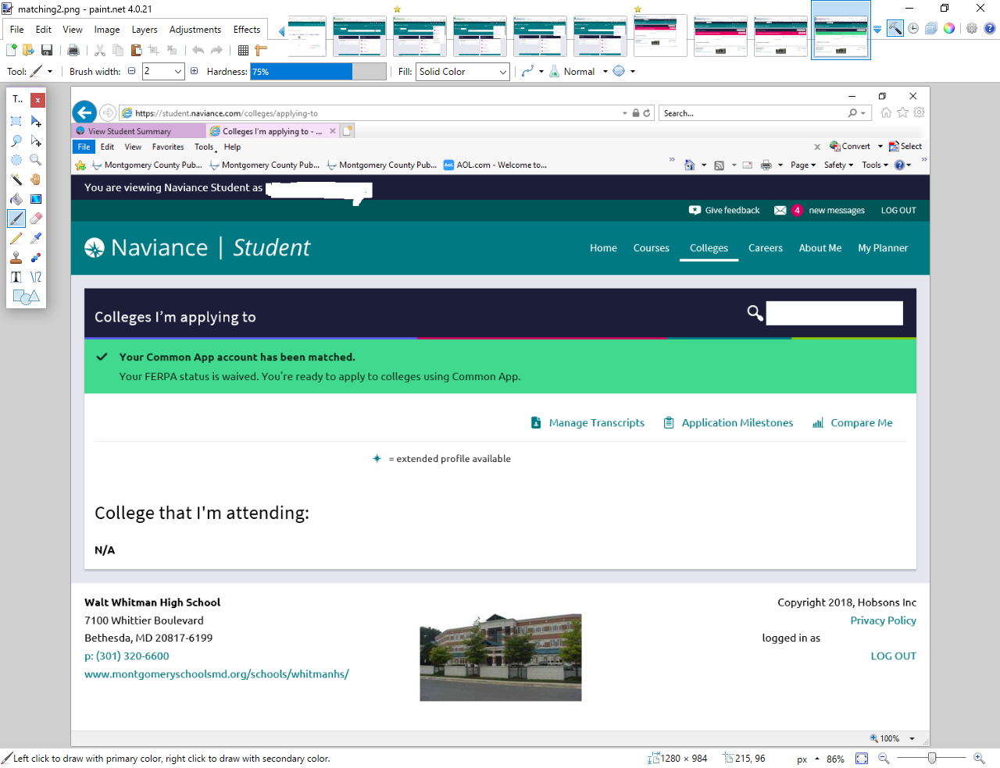 matching2.png - paint.net 4.0.21
File Edit View Image Layers Adjustments Effects
Tool: Brush width: 2 Hardness: 75% Fill: Solid Color Normal
T... x
https://student.naviance.com/colleges/applying-to Search...
View Student Summary Colleges I'm applying to - ...
File Edit View Favorites Tools Help x Convert Select
Montgomery County Pub... Montgomery County Pub... Montgomery County Pub... AOL.com - Welcome to... » Page Safety Tools »
You are viewing Naviance Student as
Give feedback 4 new messages LOG OUT
Naviance | Student
Home Courses Colleges Careers About Me My Planner
Colleges I’m applying to
Your Common App account has been matched.
Your FERPA status is waived. You're ready to apply to colleges using Common App.
Manage Transcripts Application Milestones Compare Me
= extended profile available
College that I'm attending:
N/A
Walt Whitman High School
7100 Whittier Boulevard
Bethesda, MD 20817-6199
p: (301) 320-6600
www.montgomeryschoolsmd.org/schools/whitmanhs/
Copyright 2018, Hobsons Inc
Privacy Policy
logged in as
LOG OUT
100%
Left click to draw with primary color, right click to draw with secondary color. 1280 × 984 215, 96 px 86%